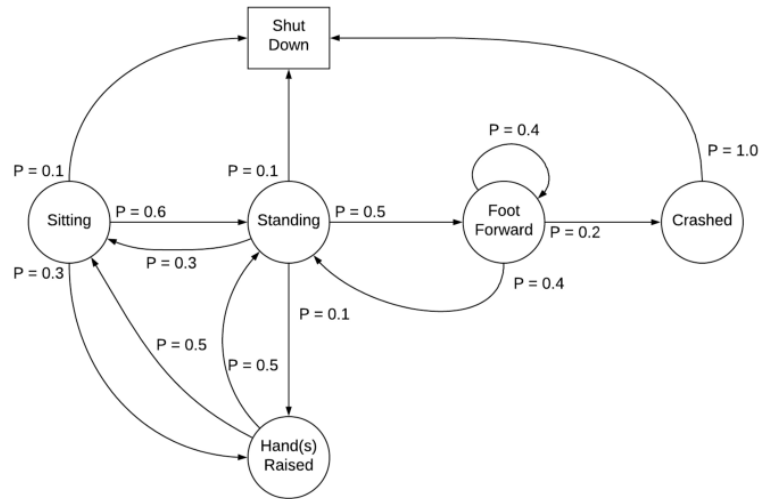 Shut
Down
P = 0.4
P = 0.1
P = 0.1
P = 1.0
Sitting
P = 0.6
Standing
P = 0.5
Foot
Forward
P = 0.2
Crashed
P = 0.3
P = 0.3
P = 0.4
P = 0.1
P = 0.5
P = 0.5
Hand(s)
Raised